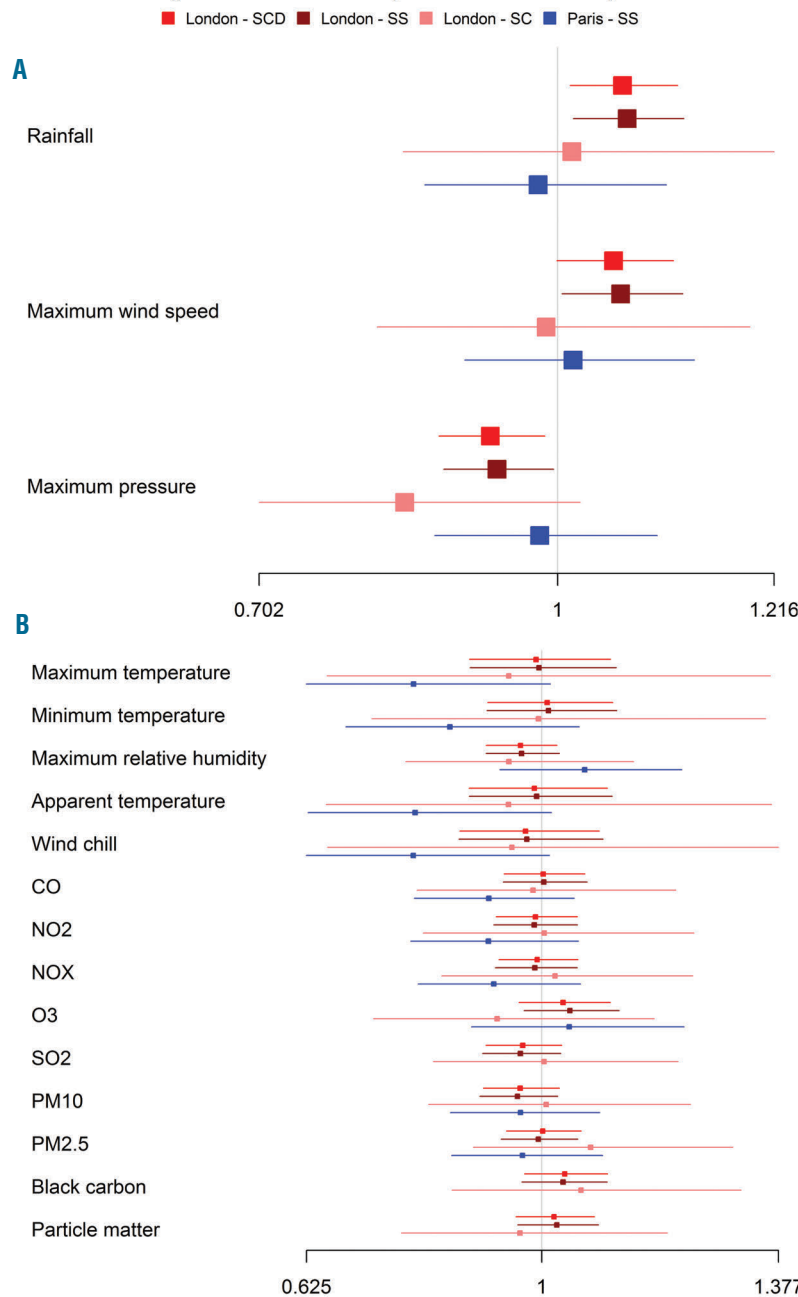 London - SCD London - SS London - SC Paris - SS
A
Rainfall
Maximum wind speed
Maximum pressure
0.702 1 1.216
B
Maximum temperature
Minimum temperature
Maximum relative humidity
Apparent temperature
Wind chill
CO
NO2
NOX
O3
SO2
PM10
PM2.5
Black carbon
Particle matter
0.625 1 1.377